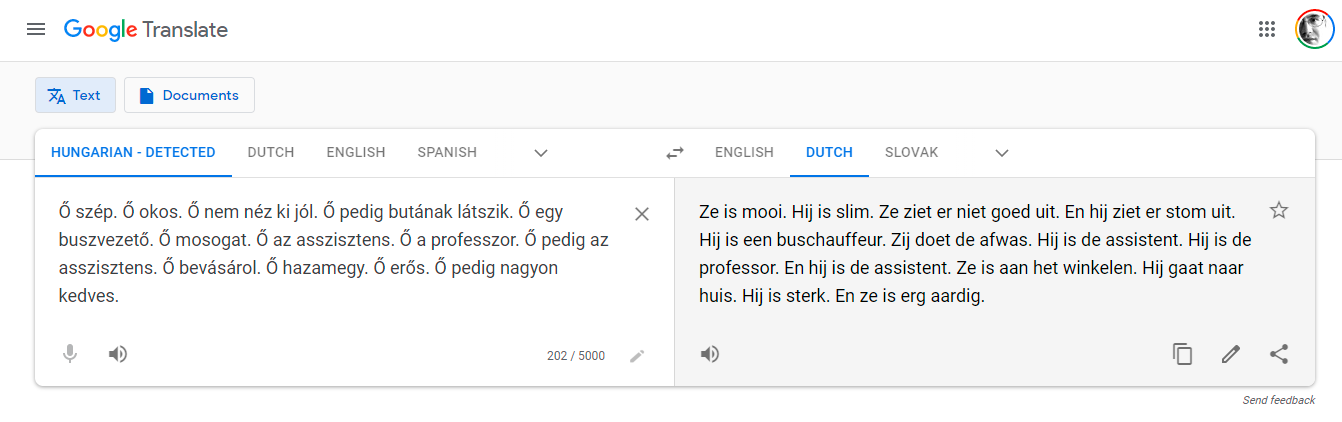 Google Translate
Text
Documents
HUNGARIAN - DETECTED DUTCH ENGLISH SPANISH
ENGLISH DUTCH SLOVAK
Ő szép. Ő okos. Ő nem néz ki jól. Ő pedig butának látszik. Ő egy
buszvezető. Ő mosogat. Ő az asszisztens. Ő a professzor. Ő pedig az
asszisztens. Ő bevásárol. Ő hazamegy. Ő erős. Ő pedig nagyon
kedves.
202 / 5000
Ze is mooi. Hij is slim. Ze ziet er niet goed uit. En hij ziet er stom uit.
Hij is een buschauffeur. Zij doet de afwas. Hij is de assistent. Hij is de
professor. En hij is de assistent. Ze is aan het winkelen. Hij gaat naar
huis. Hij is sterk. En ze is erg aardig.
Send feedback